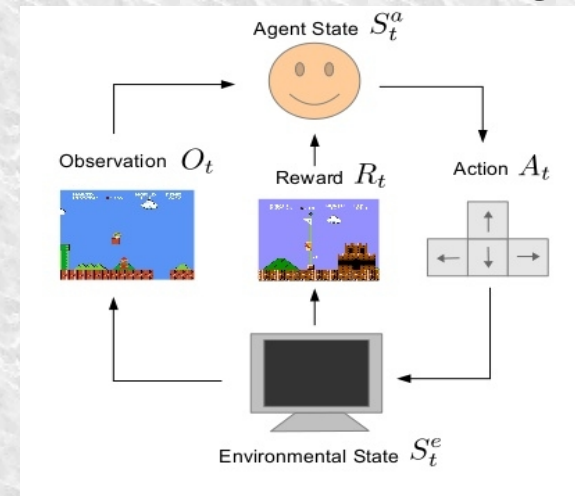 Agent State S_t^a
Observation O_t
Reward R_t
Action A_t
↑
← ↓ →
Environmental State S_t^e